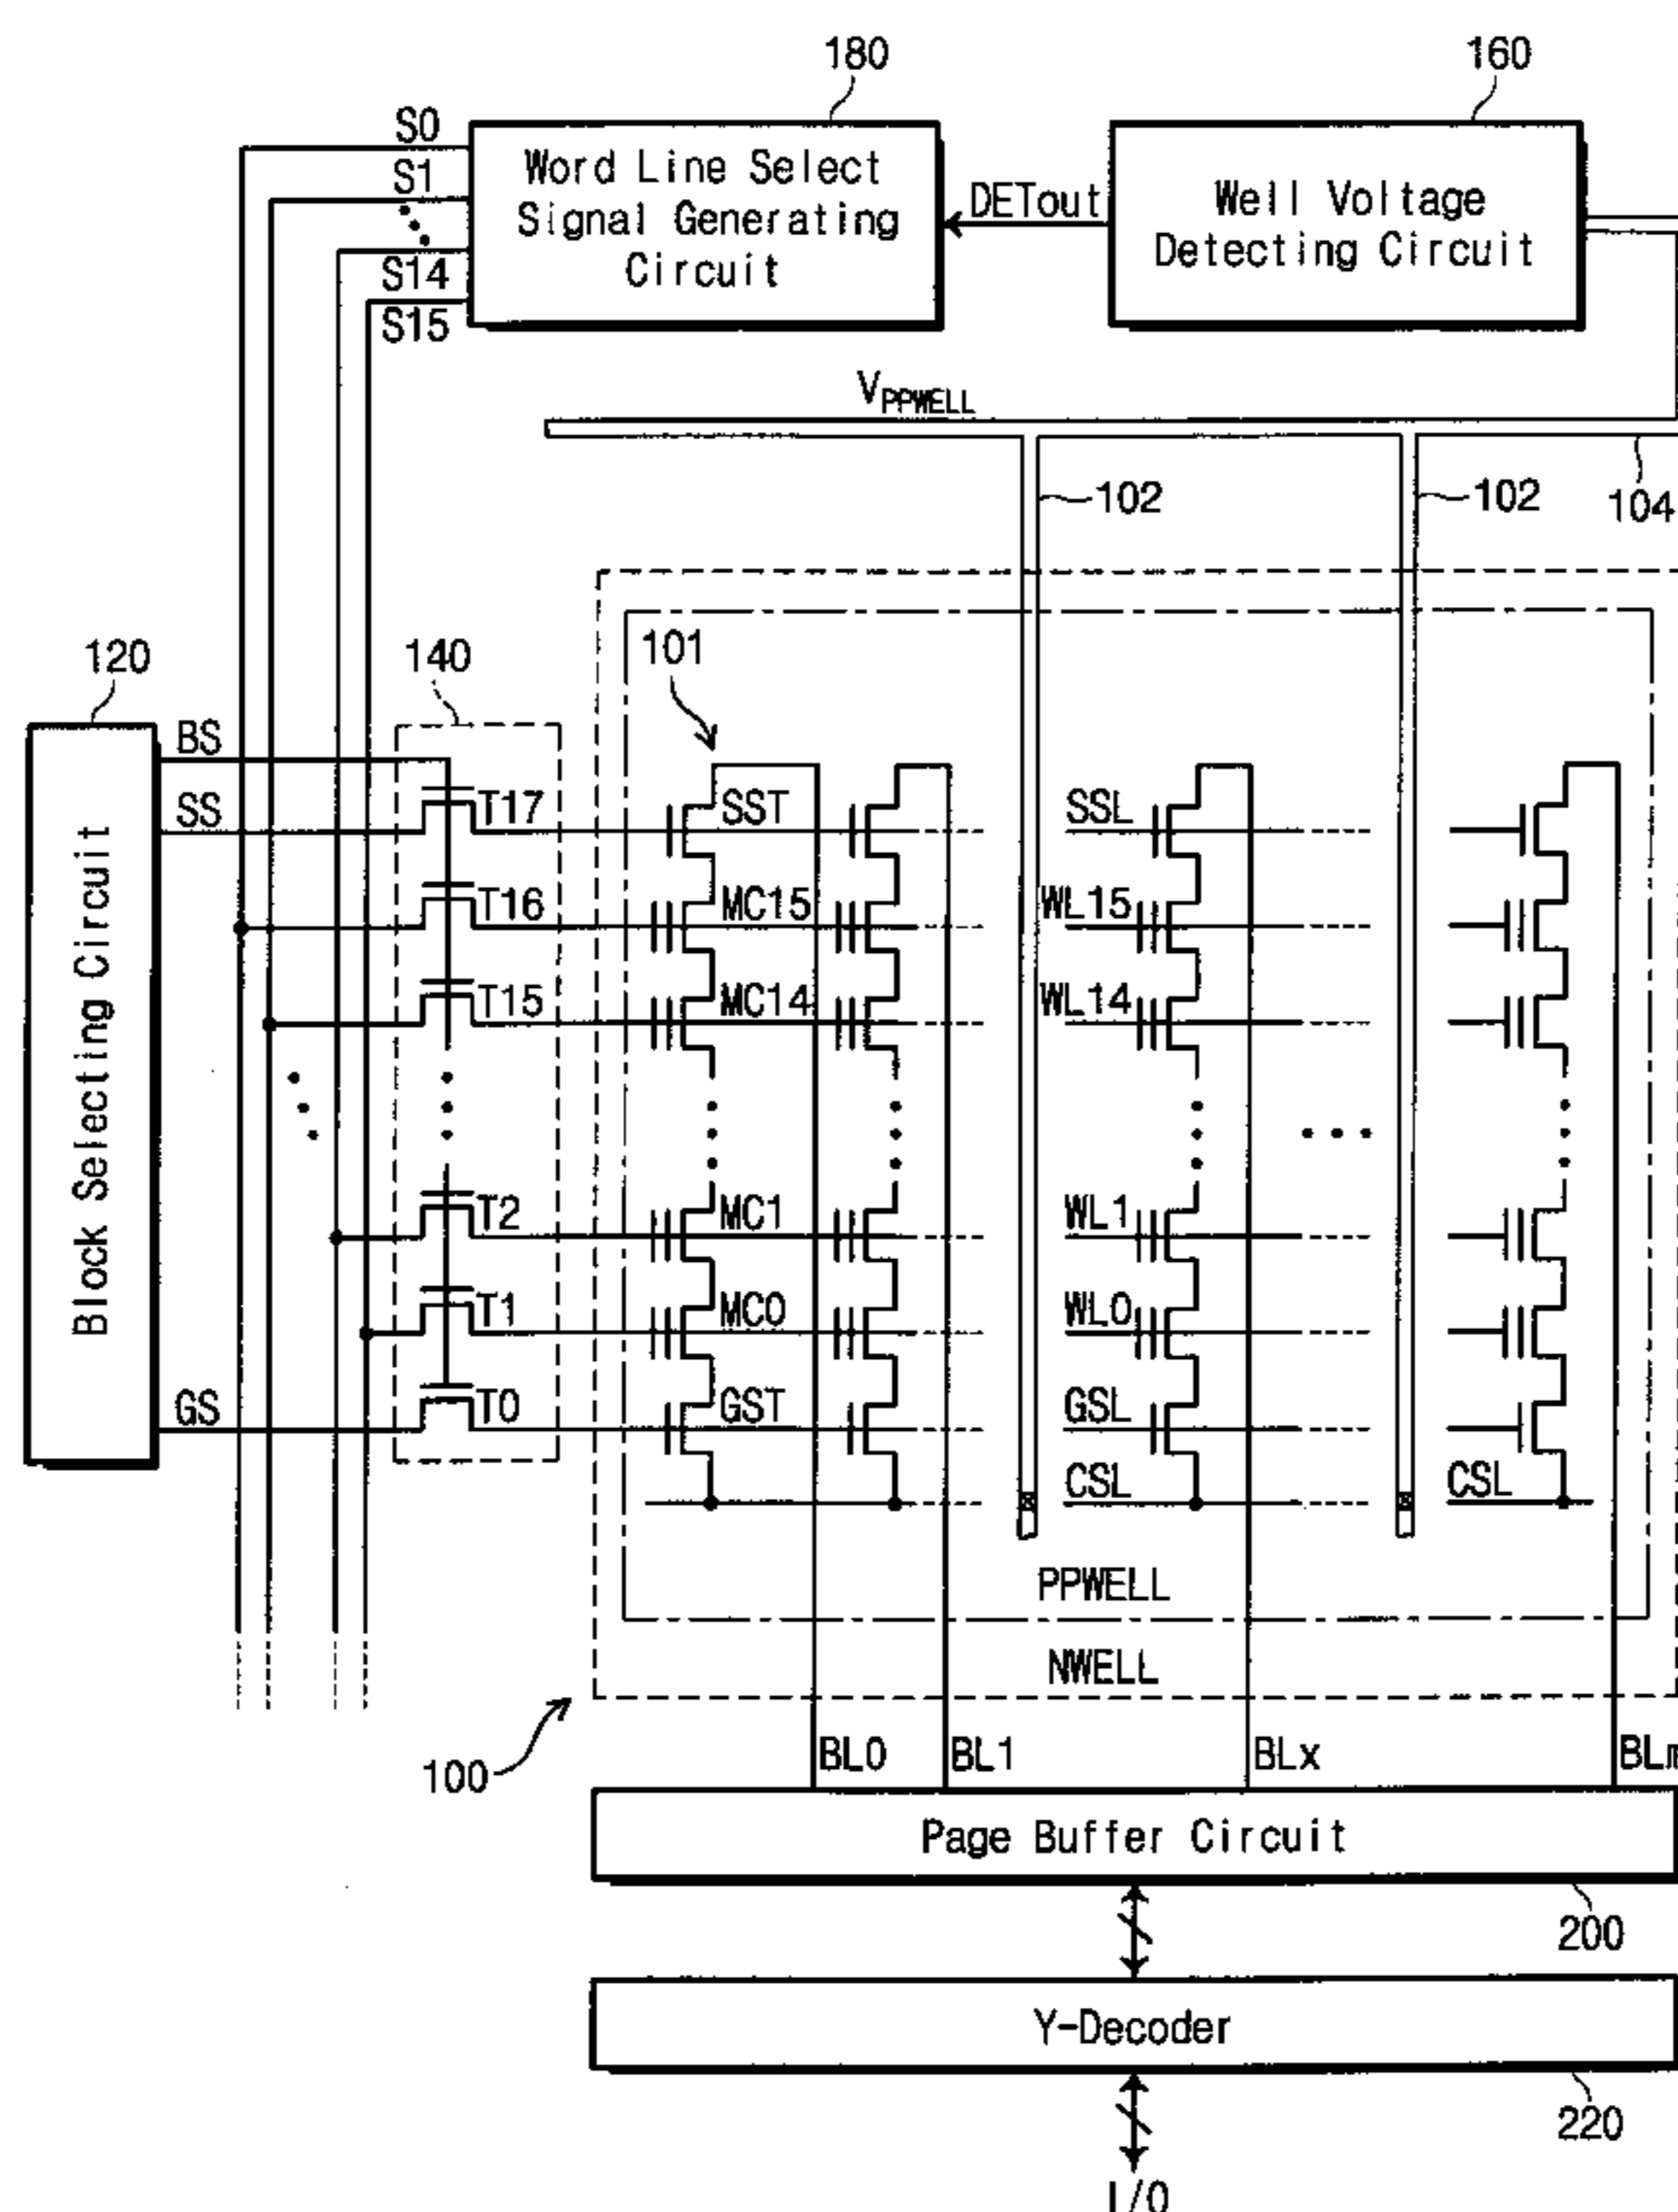 180
160
S0
S1
S14
S15
Word Line Select
Signal Generating
Circuit
DETout
Well Voltage
Detecting Circuit
VPPWELL
102
102
104
120
140
101
BS
SS
GS
Block Selecting Circuit
T17
T16
T15
T2
T1
T0
SST
MC15
MC14
MC1
MC0
GST
SSL
WL15
WL14
WL1
WL0
GSL
CSL
CSL
PPWELL
NWELL
100
BL0
BL1
BLx
Page Buffer Circuit
200
Y-Decoder
220
I/O